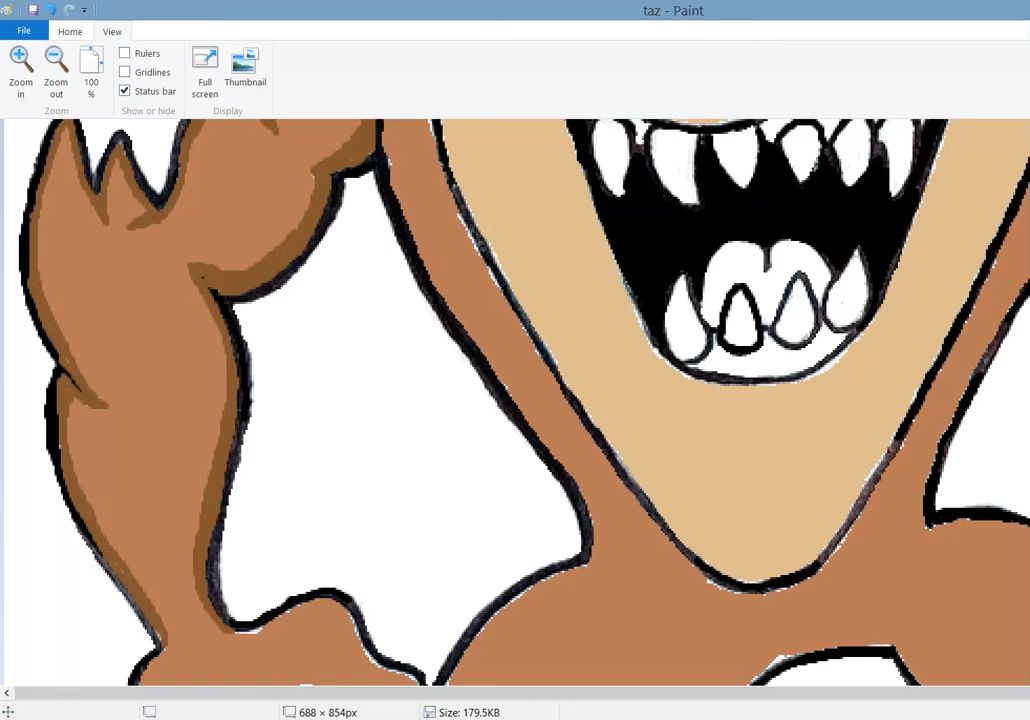 taz - Paint
File Home View
Zoom in
Zoom out
100 %
Rulers
Gridlines
Status bar
Full screen
Thumbnail
Zoom
Show or hide
Display
688 × 854px
Size: 179.5KB